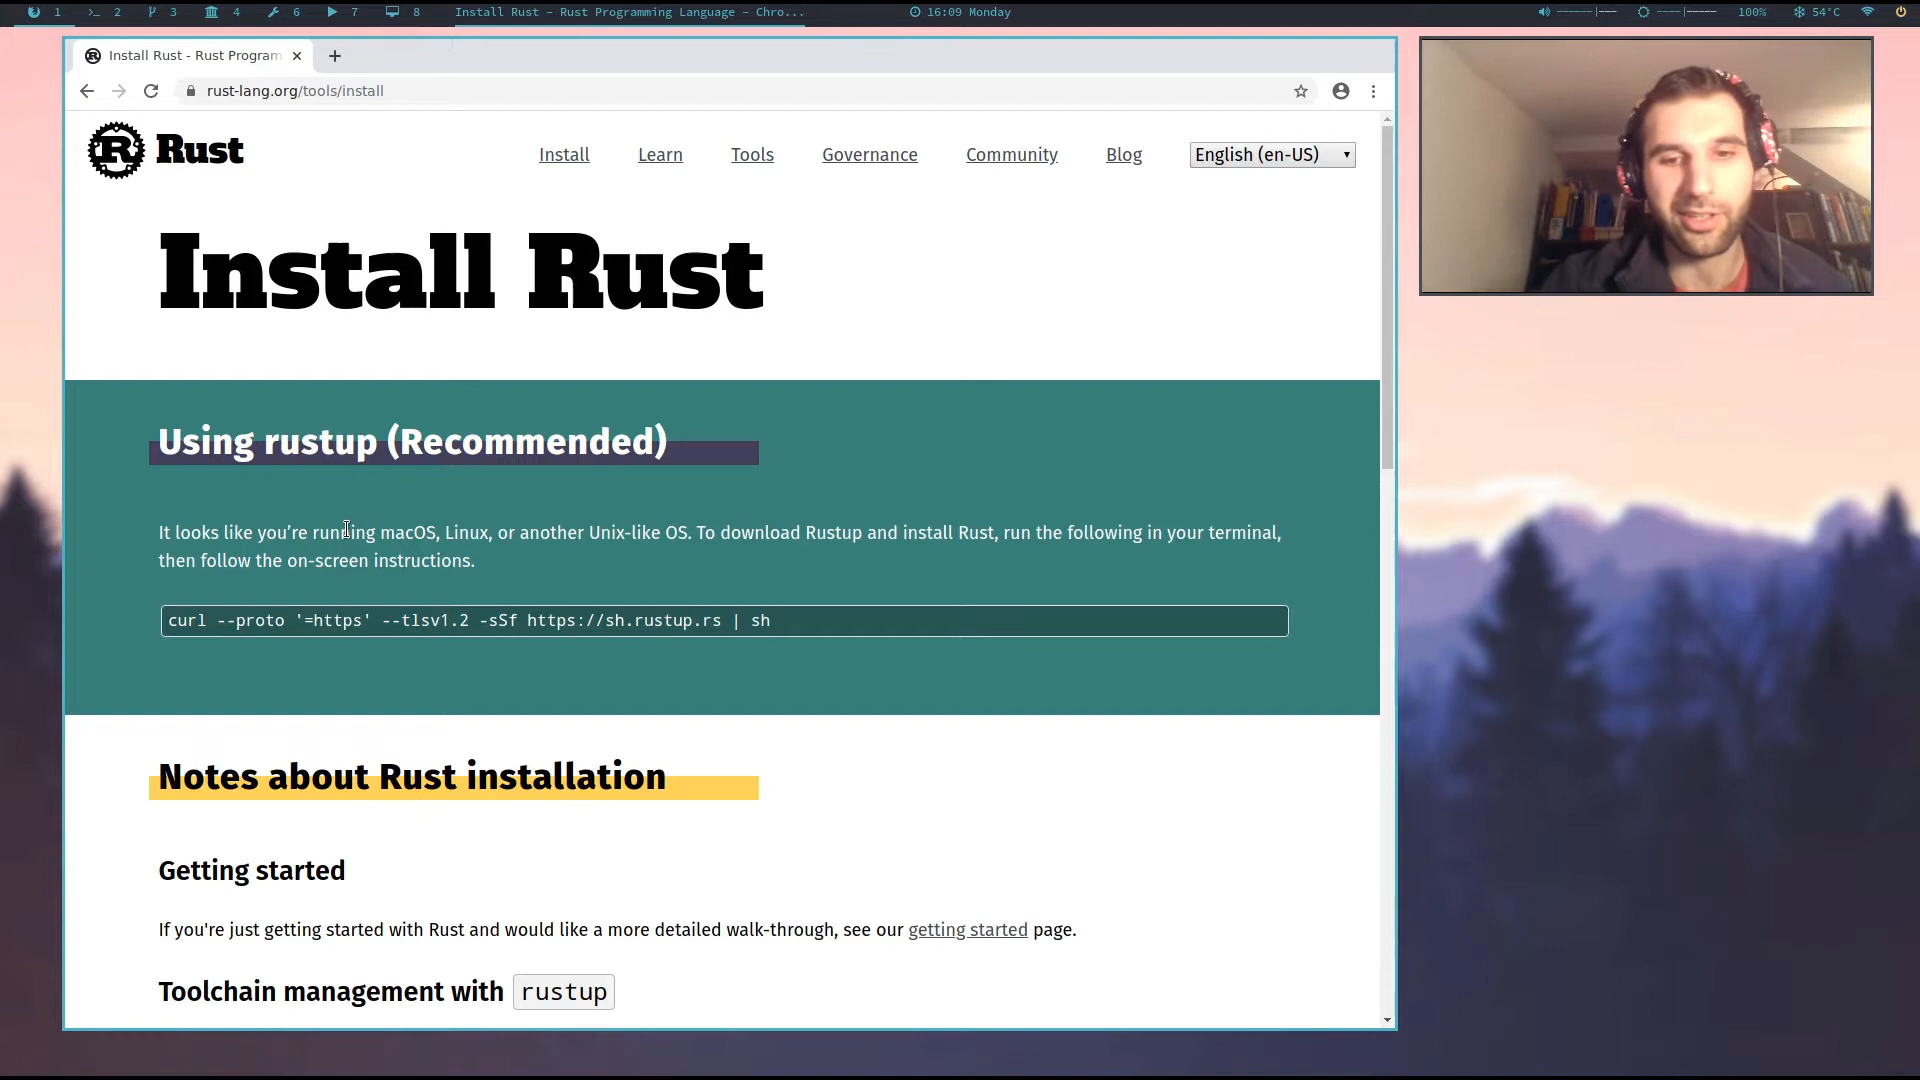 1 2 3 4 6 7 8 Install Rust – Rust Programming Language – Chro... 16:09 Monday 100% 54°C
Install Rust - Rust Program
rust-lang.org/tools/install
Rust
Install Learn Tools Governance Community Blog English (en-US)
Install Rust
Using rustup (Recommended)
It looks like you’re running macOS, Linux, or another Unix-like OS. To download Rustup and install Rust, run the following in your terminal,
then follow the on-screen instructions.
curl --proto '=https' --tlsv1.2 -sSf https://sh.rustup.rs | sh
Notes about Rust installation
Getting started
If you're just getting started with Rust and would like a more detailed walk-through, see our getting started page.
Toolchain management with rustup